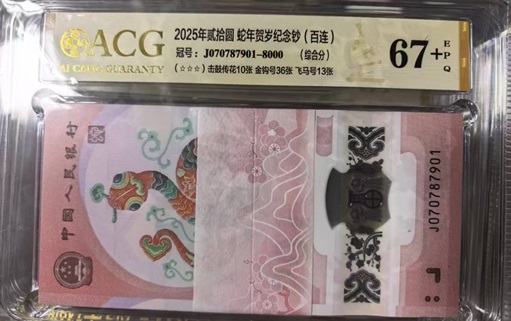 ACG
AI CANG GUARANTY
2025年贰拾圆 蛇年贺岁纪念钞（百连）
冠号：J070787901-8000 （综合分）
（☆☆☆）击鼓传花10张 金钩号36张 飞马号13张
67+
EPQ
中国人民银行
J070787901